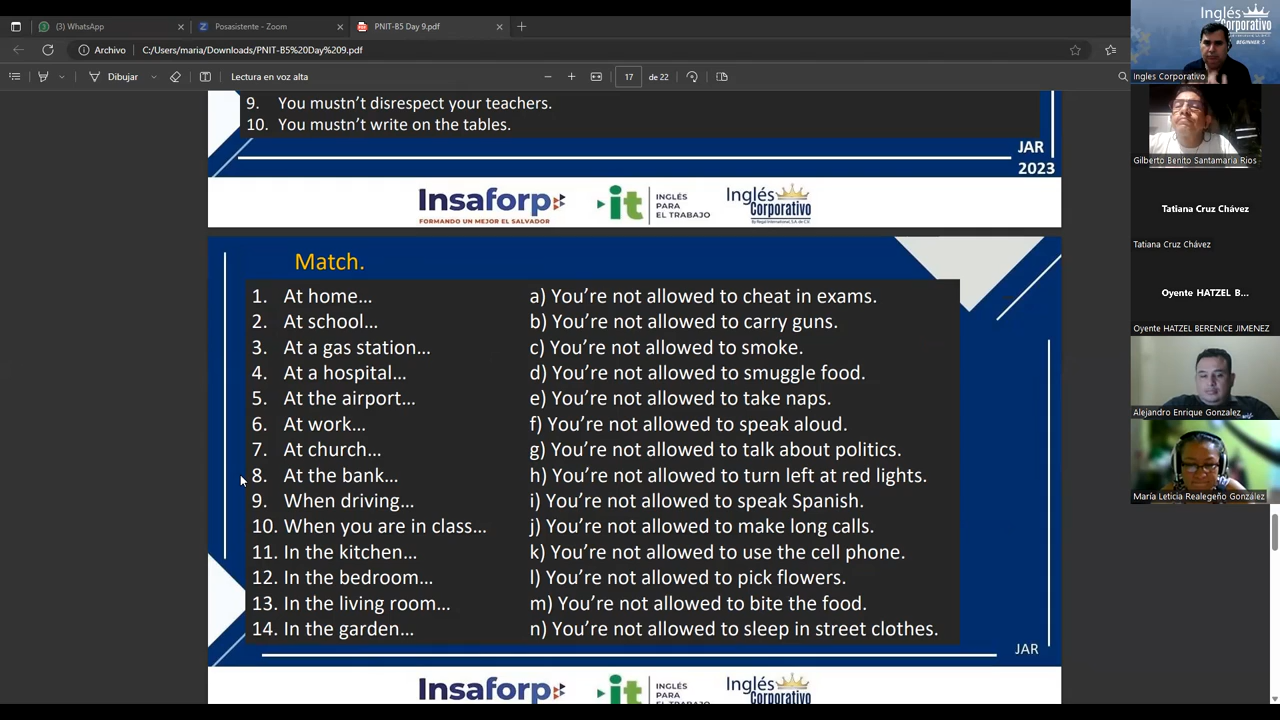 (3) WhatsApp
Posasistente - Zoom
PNIT-B5 Day 9.pdf
Archivo
C:/Users/maria/Downloads/PNIT-B5%20Day%209.pdf
Dibujar
Lectura en voz alta
17
de 22
9. You mustn't disrespect your teachers.
10. You mustn't write on the tables.
JAR
2023
Insaforp
FORMANDO UN MEJOR EL SALVADOR
it
INGLÉS
PARA
EL TRABAJO
Inglés
Corporativo
Match.
1. At home...
2. At school...
3. At a gas station...
4. At a hospital...
5. At the airport...
6. At work...
7. At church...
8. At the bank...
9. When driving...
10. When you are in class...
11. In the kitchen...
12. In the bedroom...
13. In the living room...
14. In the garden...
a) You're not allowed to cheat in exams.
b) You're not allowed to carry guns.
c) You're not allowed to smoke.
d) You're not allowed to smuggle food.
e) You're not allowed to take naps.
f) You're not allowed to speak aloud.
g) You're not allowed to talk about politics.
h) You're not allowed to turn left at red lights.
i) You're not allowed to speak Spanish.
j) You're not allowed to make long calls.
k) You're not allowed to use the cell phone.
l) You're not allowed to pick flowers.
m) You're not allowed to bite the food.
n) You're not allowed to sleep in street clothes.
JAR
Insaforp
it
INGLÉS
PARA
Inglés
Corporativo
Inglés
Corporativo
BEGINNER 5
Ingles Corporativo
Gilberto Benito Santamaria Rios
Tatiana Cruz Chávez
Tatiana Cruz Chávez
Oyente HATZEL B...
Oyente HATZEL BERENICE JIMENEZ
Alejandro Enrique Gonzalez
María Leticia Realegeño González